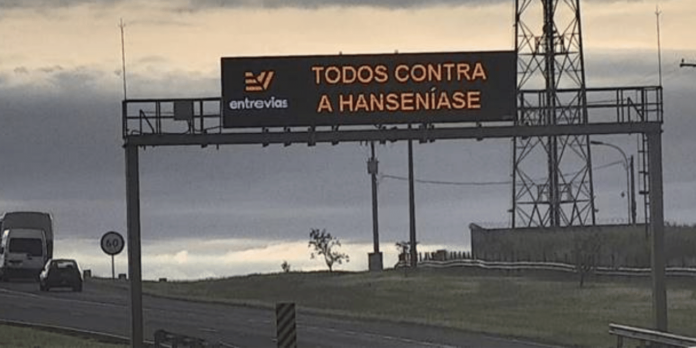 TODOS CONTRA
A HANSENÍASE
entrevias
60